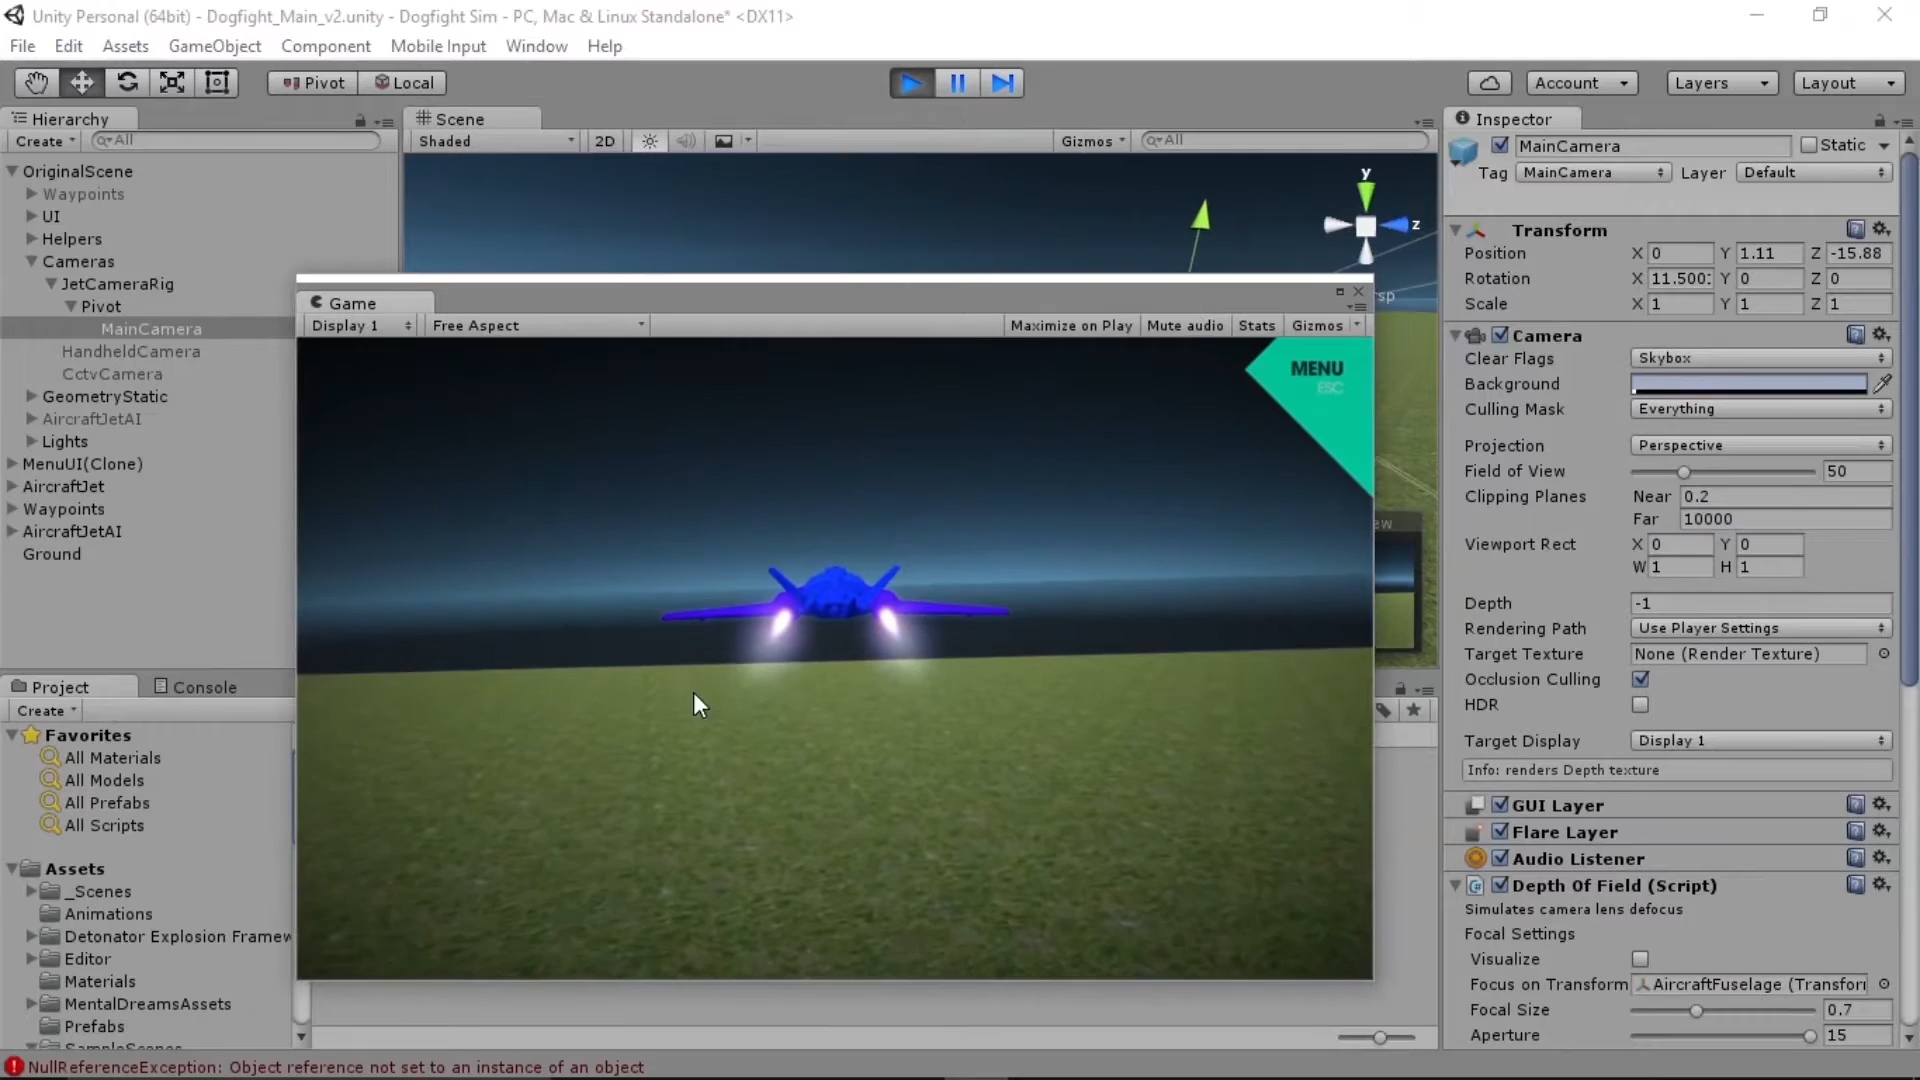 Unity Personal (64bit) - Dogfight_Main_v2.unity - Dogfight Sim - PC, Mac & Linux Standalone* <DX11>
File Edit Assets GameObject Component Mobile Input Window Help
Pivot Local Account Layers Layout
Hierarchy
Create All
OriginalScene
Waypoints
UI
Helpers
Cameras
JetCameraRig
Pivot
MainCamera
HandheldCamera
CctvCamera
GeometryStatic
AircraftJetAI
Lights
MenuUI(Clone)
AircraftJet
Waypoints
AircraftJetAI
Ground
Scene
Shaded 2D Gizmos All
y
z
Game
Display 1 Free Aspect Maximize on Play Mute audio Stats Gizmos
MENU
ESC
Project Console
Create
Favorites
All Materials
All Models
All Prefabs
All Scripts
Assets
_Scenes
Animations
Detonator Explosion Framew
Editor
Materials
MentalDreamsAssets
Prefabs
NullReferenceException: Object reference not set to an instance of an object
Inspector
MainCamera Static
Tag MainCamera Layer Default
Transform
Position X 0 Y 1.11 Z -15.88
Rotation X 11.500: Y 0 Z 0
Scale X 1 Y 1 Z 1
Camera
Clear Flags Skybox
Background
Culling Mask Everything
Projection Perspective
Field of View 50
Clipping Planes Near 0.2
Far 10000
Viewport Rect X 0 Y 0
W 1 H 1
Depth -1
Rendering Path Use Player Settings
Target Texture None (Render Texture)
Occlusion Culling
HDR
Target Display Display 1
Info: renders Depth texture
GUI Layer
Flare Layer
Audio Listener
Depth Of Field (Script)
Simulates camera lens defocus
Focal Settings
Visualize
Focus on Transform AircraftFuselage (Transfori
Focal Size 0.7
Aperture 15